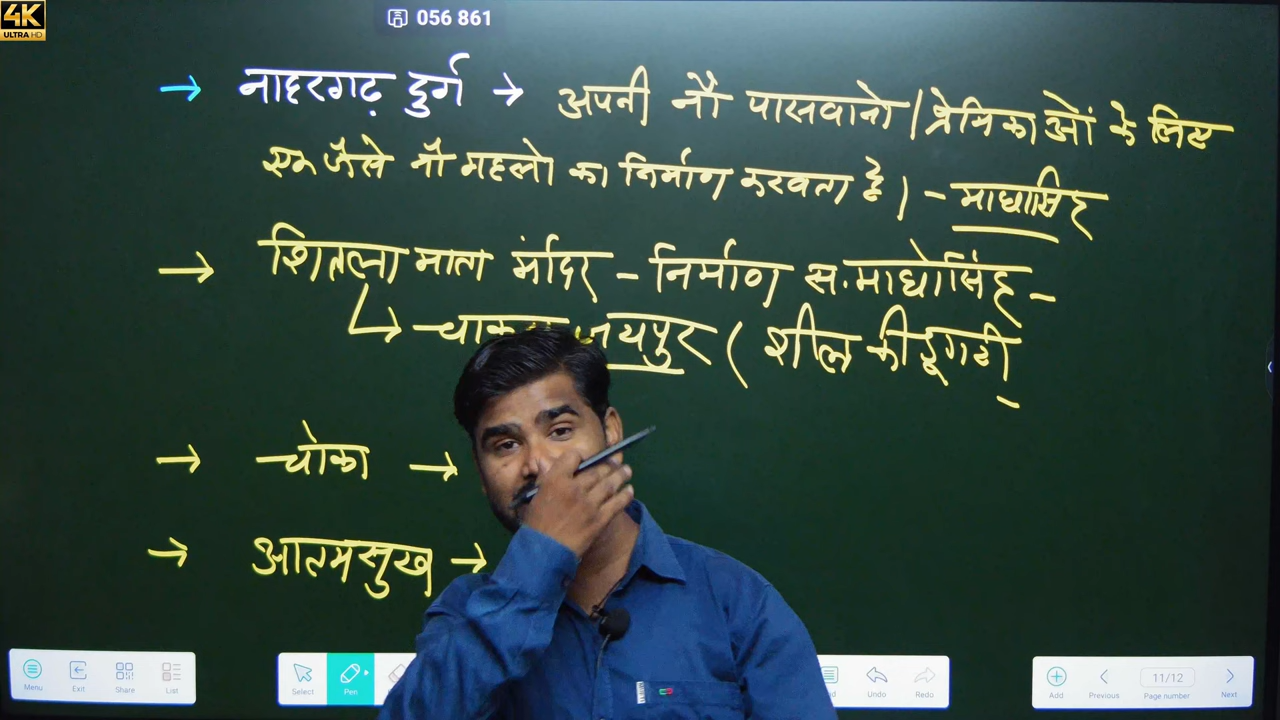 4K
ULTRA HD
056 861
→ नाहरगढ़ दुर्ग → अपनी नौ पासवानो / प्रेमिकाओं के लिए
एक जैसे नौ महलो का निर्माण करवाता है। - माधोसिंह
→ शितला माता मंदिर - निर्माण स. माधोसिंह -
जयपुर ( शील की डूंगरी )
→ चोका →
→ आत्मसुख →
Menu Exit Share List Select Pen Undo Redo Add Previous 11/12 Page number Next